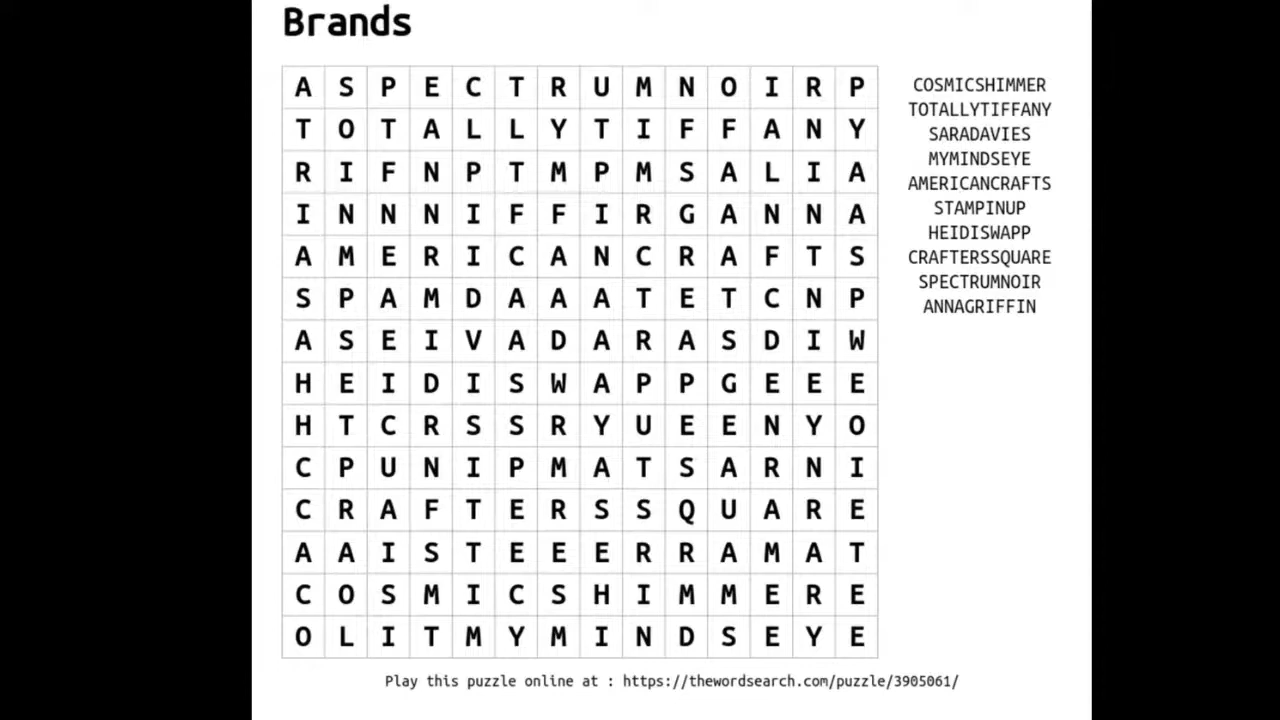 Brands
A S P E C T R U M N O I R P
T O T A L L Y T I F F A N Y
R I F N P T M P M S A L I A
I N N N I F F I R G A N N A
A M E R I C A N C R A F T S
S P A M D A A A T E T C N P
A S E I V A D A R A S D I W
H E I D I S W A P P G E E E
H T C R S S R Y U E E N Y O
C P U N I P M A T S A R N I
C R A F T E R S S Q U A R E
A A I S T E E E R R A M A T
C O S M I C S H I M M E R E
O L I T M Y M I N D S E Y E
COSMICSHIMMER
TOTALLYTIFFANY
SARADAVIES
MYMINDSEYE
AMERICANCRAFTS
STAMPINUP
HEIDISWAPP
CRAFTERSSQUARE
SPECTRUMNOIR
ANNAGRIFFIN
Play this puzzle online at : https://thewordsearch.com/puzzle/3905061/